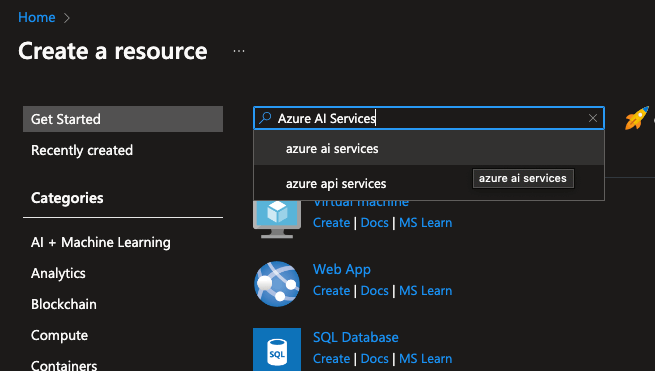 Home >
Create a resource ...
Get Started
Recently created
Categories
AI + Machine Learning
Analytics
Blockchain
Compute
Containers
Azure AI Services
azure ai services
azure api services
azure ai services
Virtual machine
Create | Docs | MS Learn
Web App
Create | Docs | MS Learn
SQL
SQL Database
Create | Docs | MS Learn